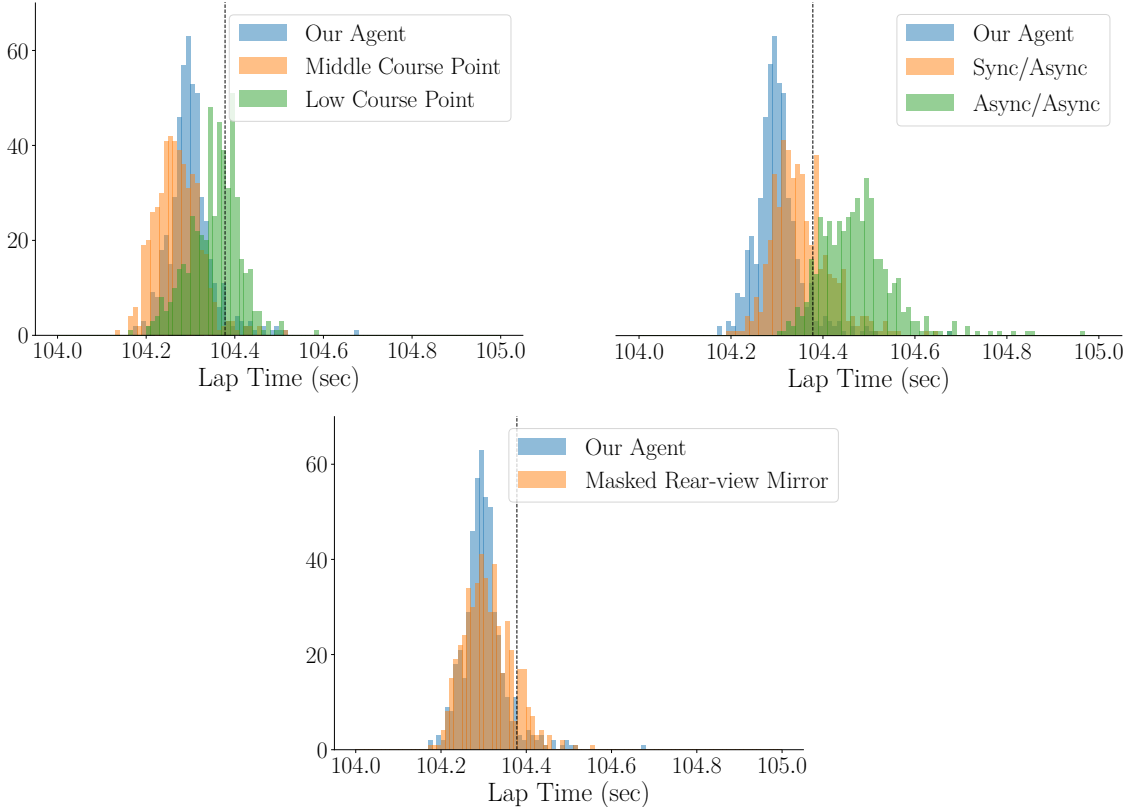 Our Agent
Middle Course Point
Low Course Point
60
40
20
0
104.0 104.2 104.4 104.6 104.8 105.0
Lap Time (sec)
Our Agent
Sync/Async
Async/Async
104.0 104.2 104.4 104.6 104.8 105.0
Lap Time (sec)
Our Agent
Masked Rear-view Mirror
60
40
20
0
104.0 104.2 104.4 104.6 104.8 105.0
Lap Time (sec)